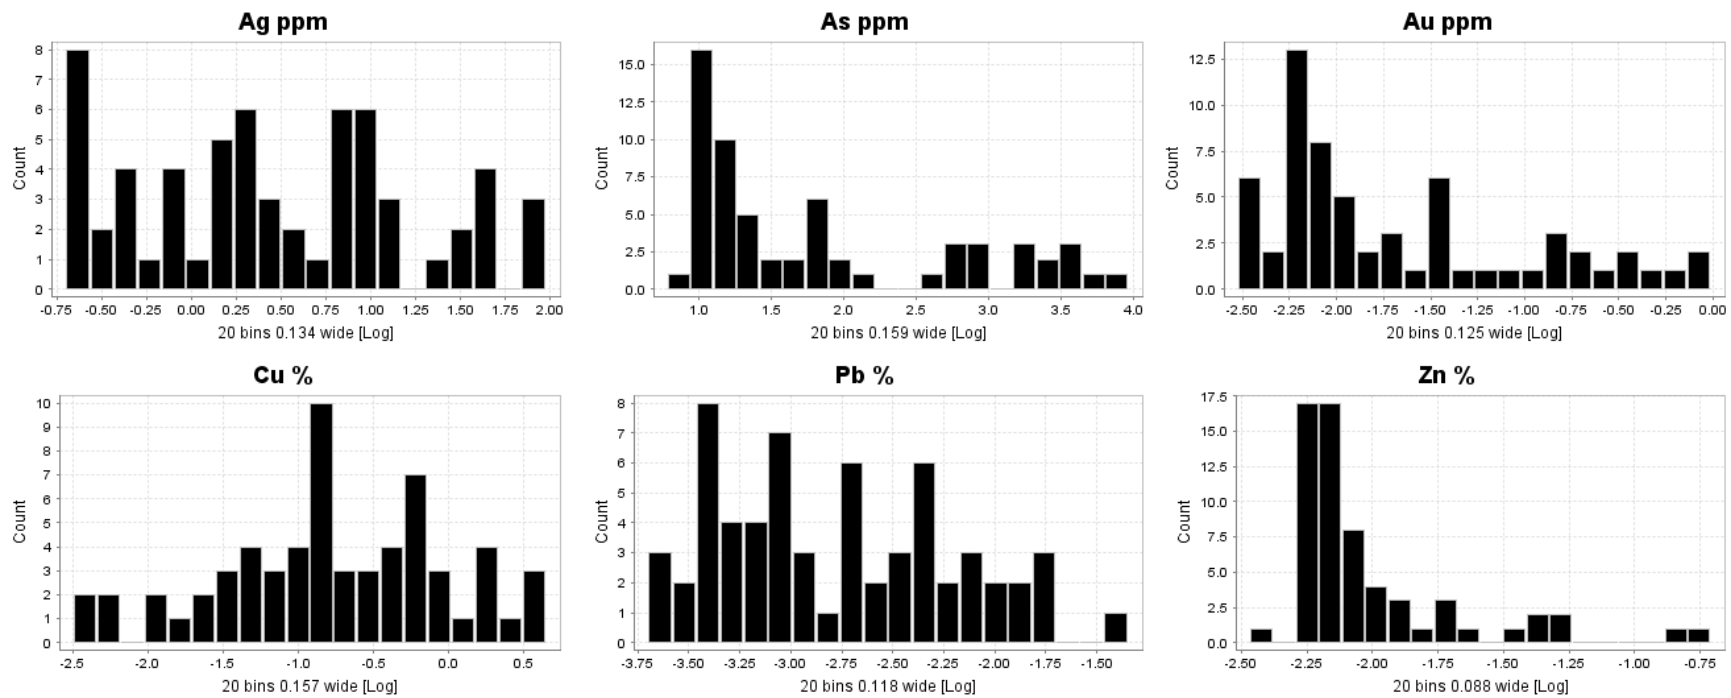 Ag ppm
8
7
6
5
4
3
2
1
0
Count
-0.75 -0.50 -0.25 0.00 0.25 0.50 0.75 1.00 1.25 1.50 1.75 2.00
20 bins 0.134 wide [Log]
As ppm
15.0
12.5
10.0
7.5
5.0
2.5
0.0
Count
1.0 1.5 2.0 2.5 3.0 3.5 4.0
20 bins 0.159 wide [Log]
Au ppm
12.5
10.0
7.5
5.0
2.5
0.0
Count
-2.50 -2.25 -2.00 -1.75 -1.50 -1.25 -1.00 -0.75 -0.50 -0.25 0.00
20 bins 0.125 wide [Log]
Cu %
10
9
8
7
6
5
4
3
2
1
0
Count
-2.5 -2.0 -1.5 -1.0 -0.5 0.0 0.5
20 bins 0.157 wide [Log]
Pb %
8
7
6
5
4
3
2
1
0
Count
-3.75 -3.50 -3.25 -3.00 -2.75 -2.50 -2.25 -2.00 -1.75 -1.50
20 bins 0.118 wide [Log]
Zn %
17.5
15.0
12.5
10.0
7.5
5.0
2.5
0.0
Count
-2.50 -2.25 -2.00 -1.75 -1.50 -1.25 -1.00 -0.75
20 bins 0.088 wide [Log]